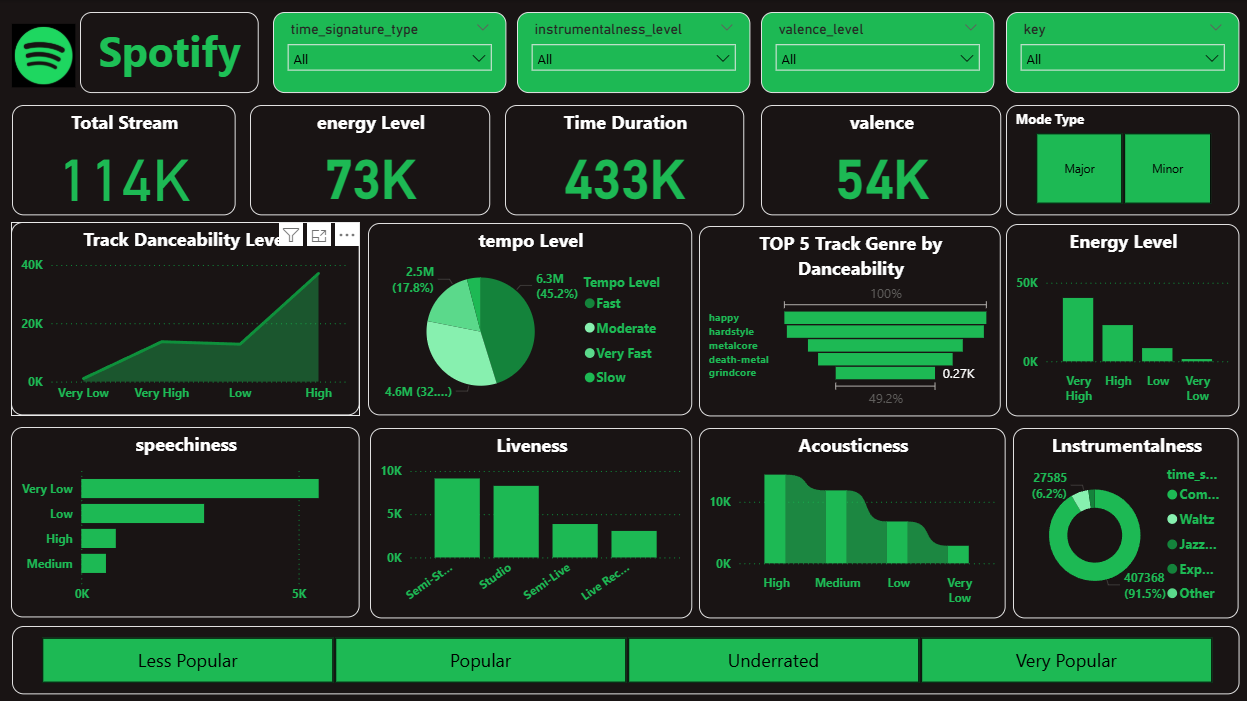 Spotify
time_signature_type
All
instrumentalness_level
All
valence_level
All
key
All
Total Stream
114K
energy Level
73K
Time Duration
433K
valence
54K
Mode Type
Major
Minor
Track Danceability Leve
40K
20K
0K
Very Low
Very High
Low
High
tempo Level
2.5M
(17.8%)
6.3M
(45.2%)
4.6M (32....)
Tempo Level
Fast
Moderate
Very Fast
Slow
TOP 5 Track Genre by
Danceability
100%
happy
hardstyle
metalcore
death-metal
grindcore
0.27K
49.2%
Energy Level
50K
0K
Very
High
High
Low
Very
Low
speechiness
Very Low
Low
High
Medium
0K
5K
Liveness
10K
5K
0K
Semi-St...
Studio
Semi-Live
Live Rec...
Acousticness
10K
0K
High
Medium
Low
Very
Low
Lnstrumentalness
27585
(6.2%)
407368
(91.5%)
time_s...
Com...
Waltz
Jazz...
Exp...
Other
Less Popular
Popular
Underrated
Very Popular